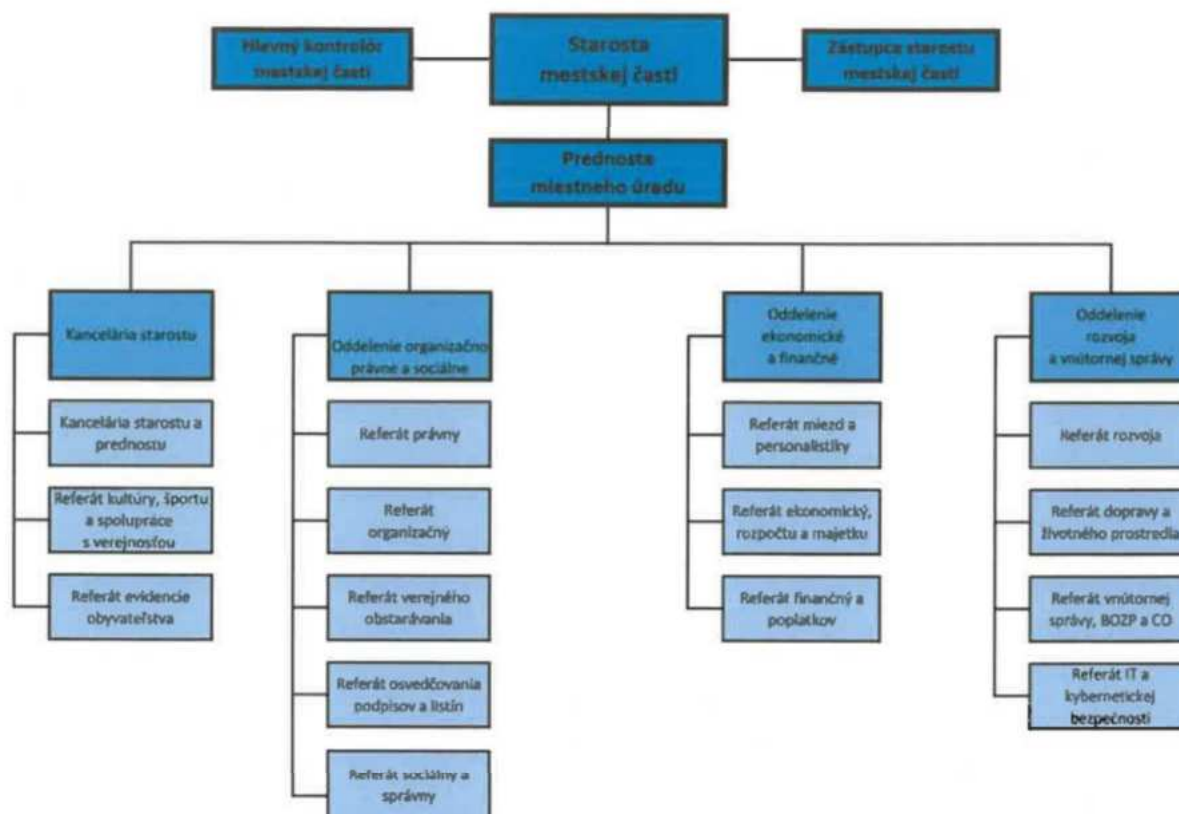 Hlavný kontrolór
mestskej časti
Starosta
mestskej časti
Zástupca starostu
mestskej časti
Prednosta
miestneho úradu
Kancelária starostu
Kancelária starostu a
prednostu
Referát kultúry, športu
a spolupráce
s verejnosťou
Referát evidencie
obyvateľstva
Oddelenie organizačno
právne a sociálne
Referát právny
Referát
organizačný
Referát verejného
obstarávania
Referát osvedčovania
podpisov a listín
Referát sociálny a
správny
Oddelenie
ekonomické
a finančné
Referát miezd a
personalistiky
Referát ekonomický,
rozpočtu a majetku
Referát finančný a
poplatkov
Oddelenie
rozvoja
a vnútornej správy
Referát rozvoja
Referát dopravy a
životného prostredia
Referát vnútornej
správy, BOZP a CO
Referát IT a
kybernetickej
bezpečnosti